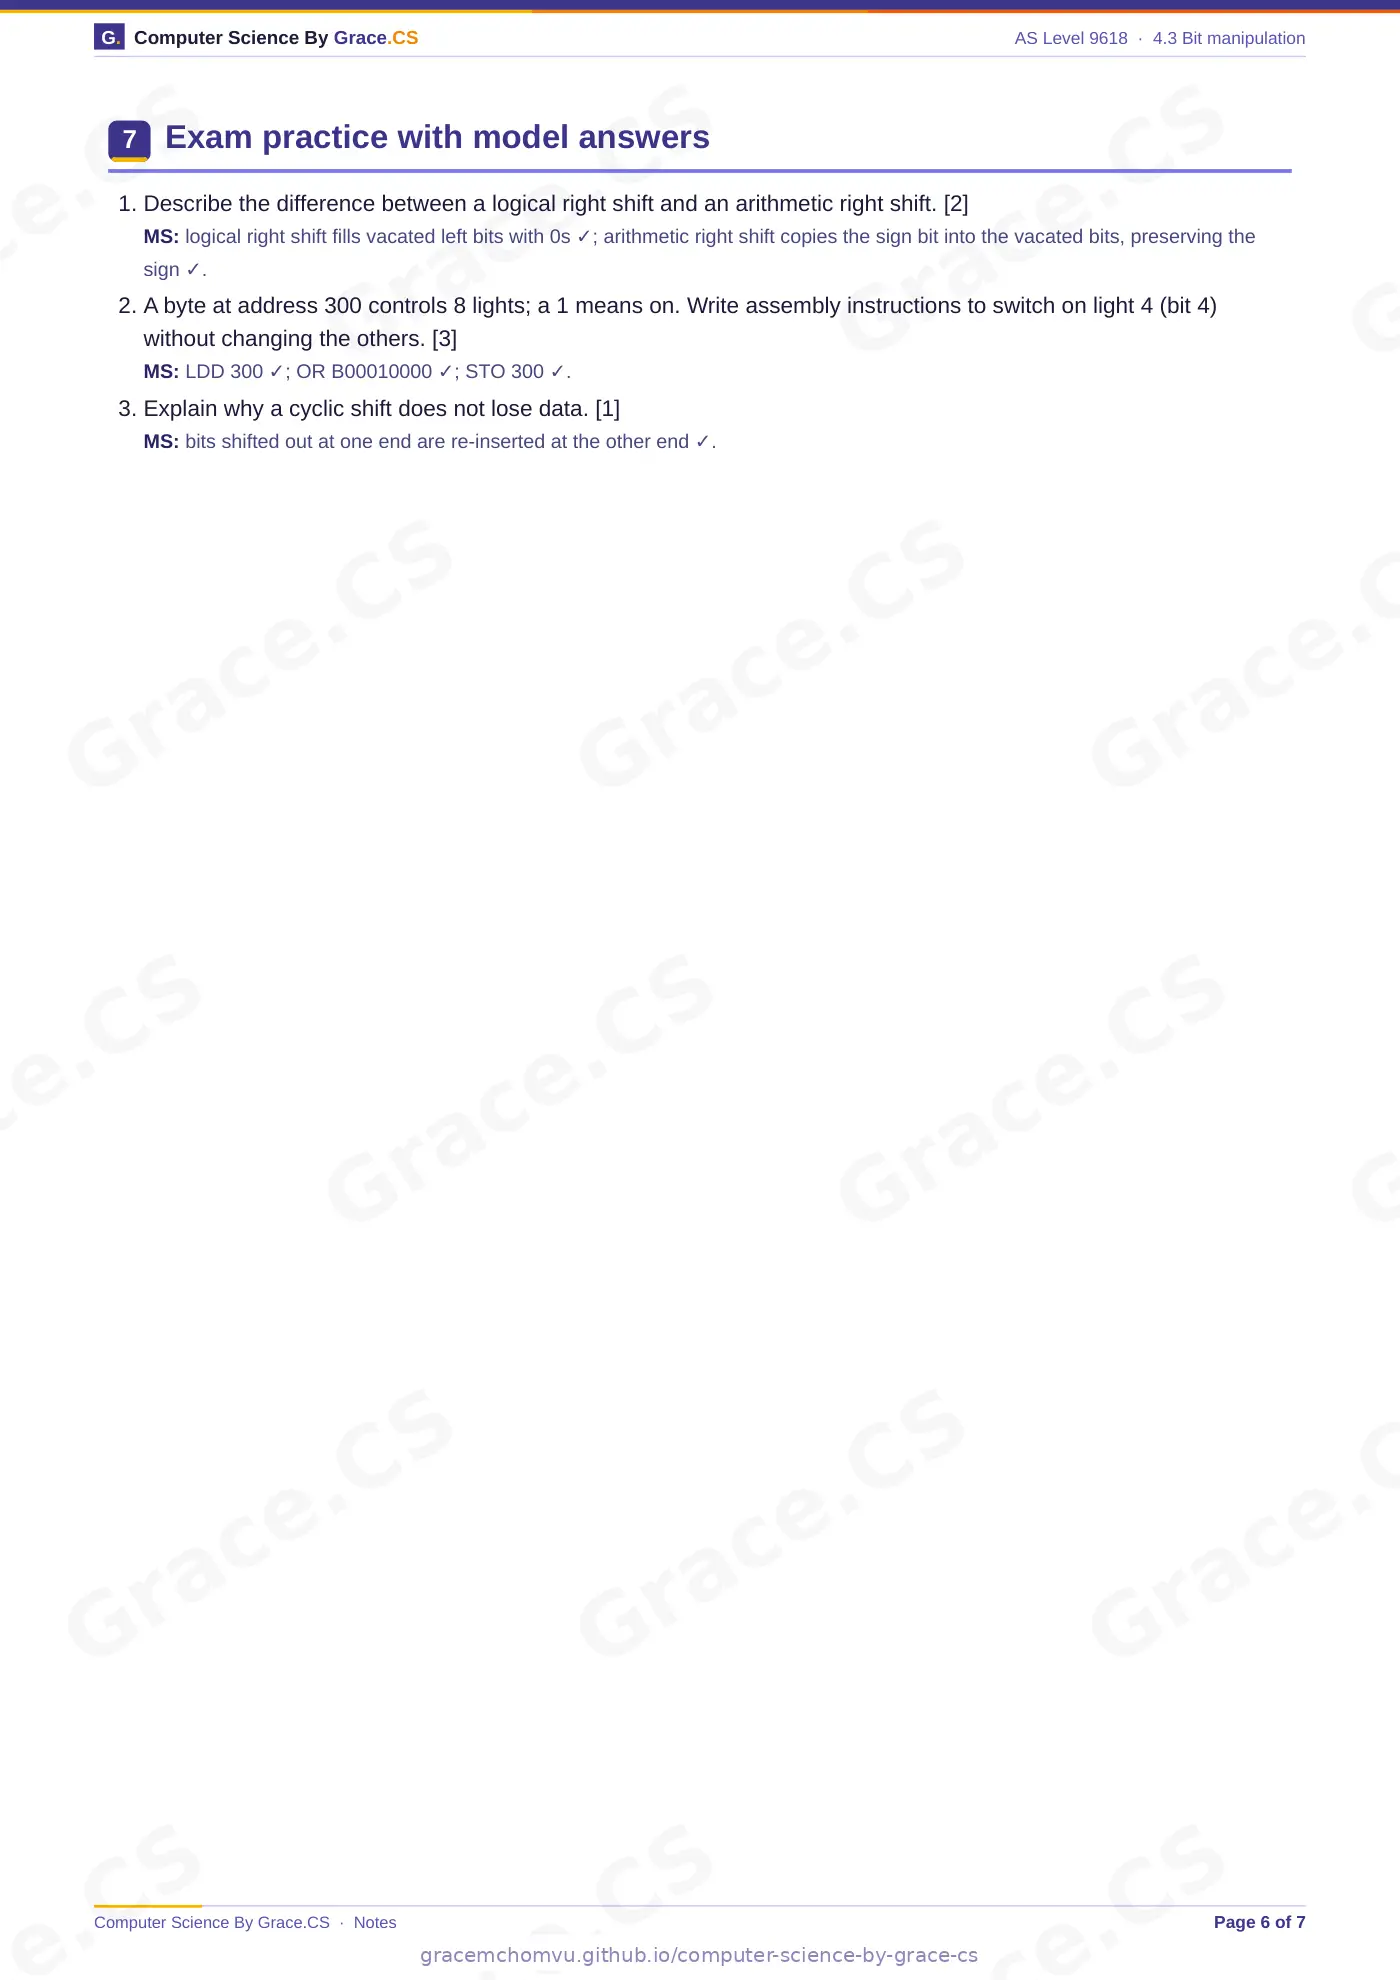 G. Computer Science By Grace.CS
AS Level 9618 · 4.3 Bit manipulation
7 Exam practice with model answers
1. Describe the difference between a logical right shift and an arithmetic right shift. [2]
MS: logical right shift fills vacated left bits with 0s ✓; arithmetic right shift copies the sign bit into the vacated bits, preserving the
sign ✓.
2. A byte at address 300 controls 8 lights; a 1 means on. Write assembly instructions to switch on light 4 (bit 4)
without changing the others. [3]
MS: LDD 300 ✓; OR B00010000 ✓; STO 300 ✓.
3. Explain why a cyclic shift does not lose data. [1]
MS: bits shifted out at one end are re-inserted at the other end ✓.
Grace.CS
Computer Science By Grace.CS · Notes
Page 6 of 7
gracemchomvu.github.io/computer-science-by-grace-cs